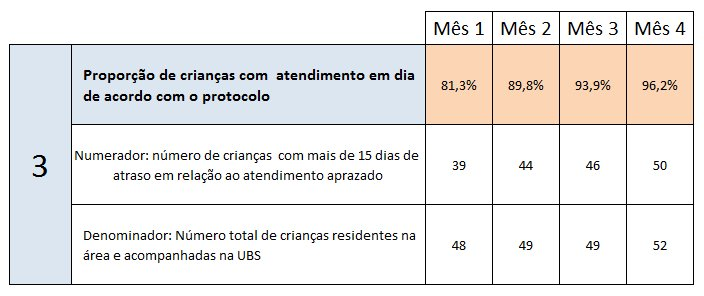 Mês 1 Mês 2 Mês 3 Mês 4
3
Proporção de crianças com atendimento em dia
de acordo com o protocolo
81,3% 89,8% 93,9% 96,2%
Numerador: número de crianças com mais de 15 dias de
atraso em relação ao atendimento aprazado
39 44 46 50
Denominador: Número total de crianças residentes na
área e acompanhadas na UBS
48 49 49 52